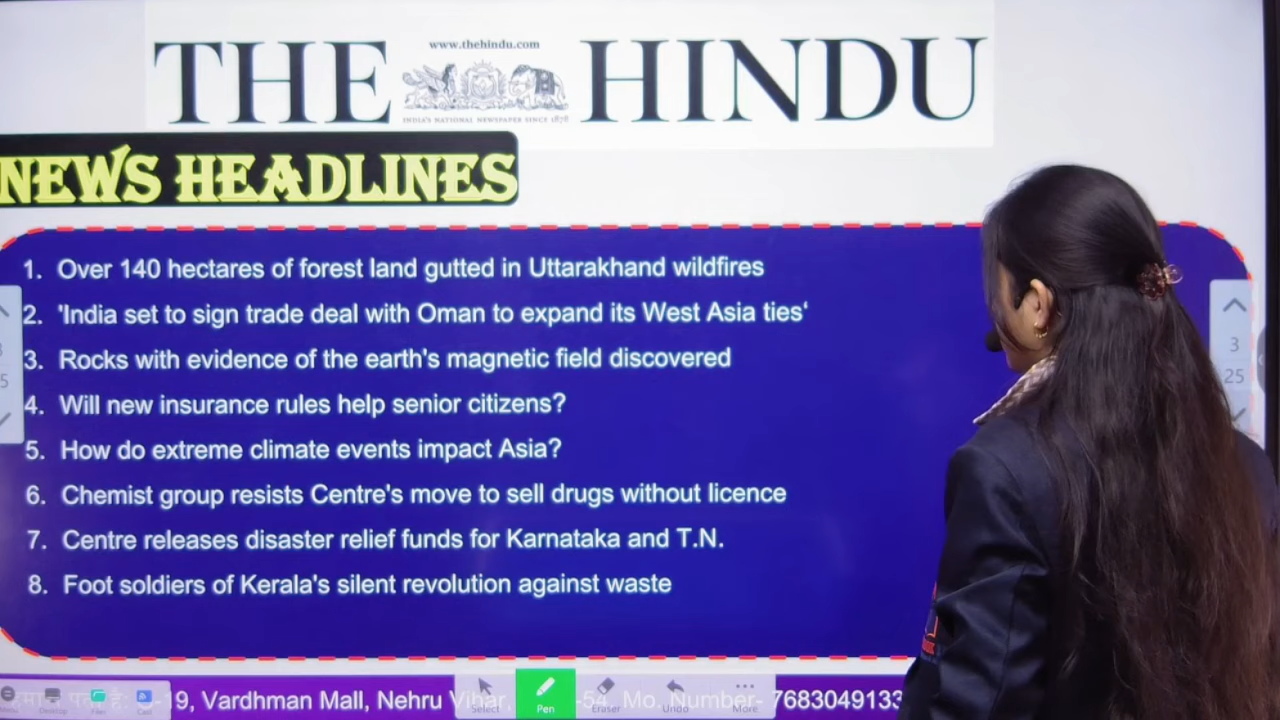 www.thehindu.com
THE HINDU
INDIA'S NATIONAL NEWSPAPER SINCE 1878
NEWS HEADLINES
1. Over 140 hectares of forest land gutted in Uttarakhand wildfires
2. 'India set to sign trade deal with Oman to expand its West Asia ties‘
3. Rocks with evidence of the earth's magnetic field discovered
4. Will new insurance rules help senior citizens?
5. How do extreme climate events impact Asia?
6. Chemist group resists Centre's move to sell drugs without licence
7. Centre releases disaster relief funds for Karnataka and T.N.
8. Foot soldiers of Kerala's silent revolution against waste
3
25
-19, Vardhman Mall, Nehru Vihar, -54, Mo. Number- 7683049133
Menu Desktop Files Cast
Select Pen Eraser Undo More